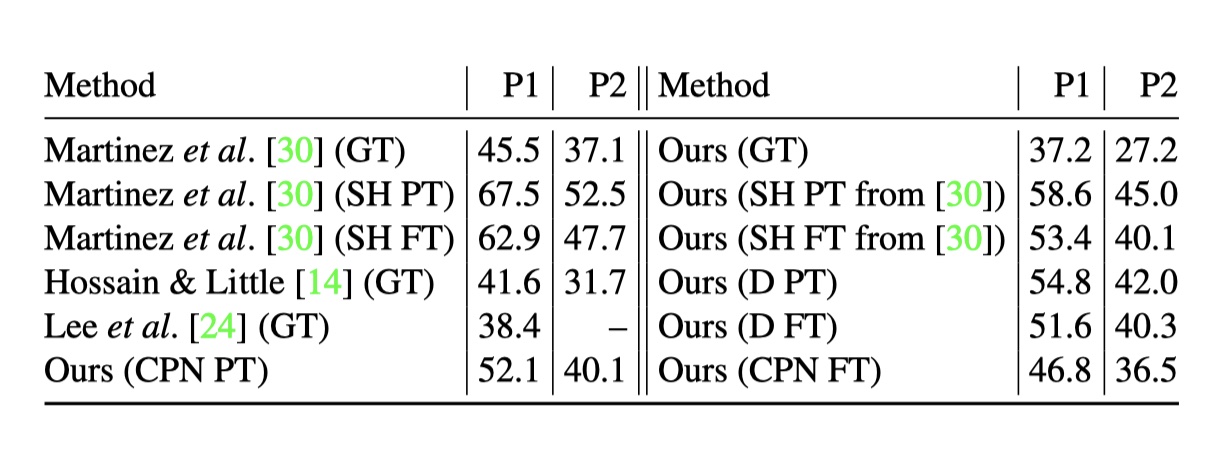 Method P1 P2 Method P1 P2
Martinez et al. [30] (GT) 45.5 37.1 Ours (GT) 37.2 27.2
Martinez et al. [30] (SH PT) 67.5 52.5 Ours (SH PT from [30]) 58.6 45.0
Martinez et al. [30] (SH FT) 62.9 47.7 Ours (SH FT from [30]) 53.4 40.1
Hossain & Little [14] (GT) 41.6 31.7 Ours (D PT) 54.8 42.0
Lee et al. [24] (GT) 38.4 – Ours (D FT) 51.6 40.3
Ours (CPN PT) 52.1 40.1 Ours (CPN FT) 46.8 36.5